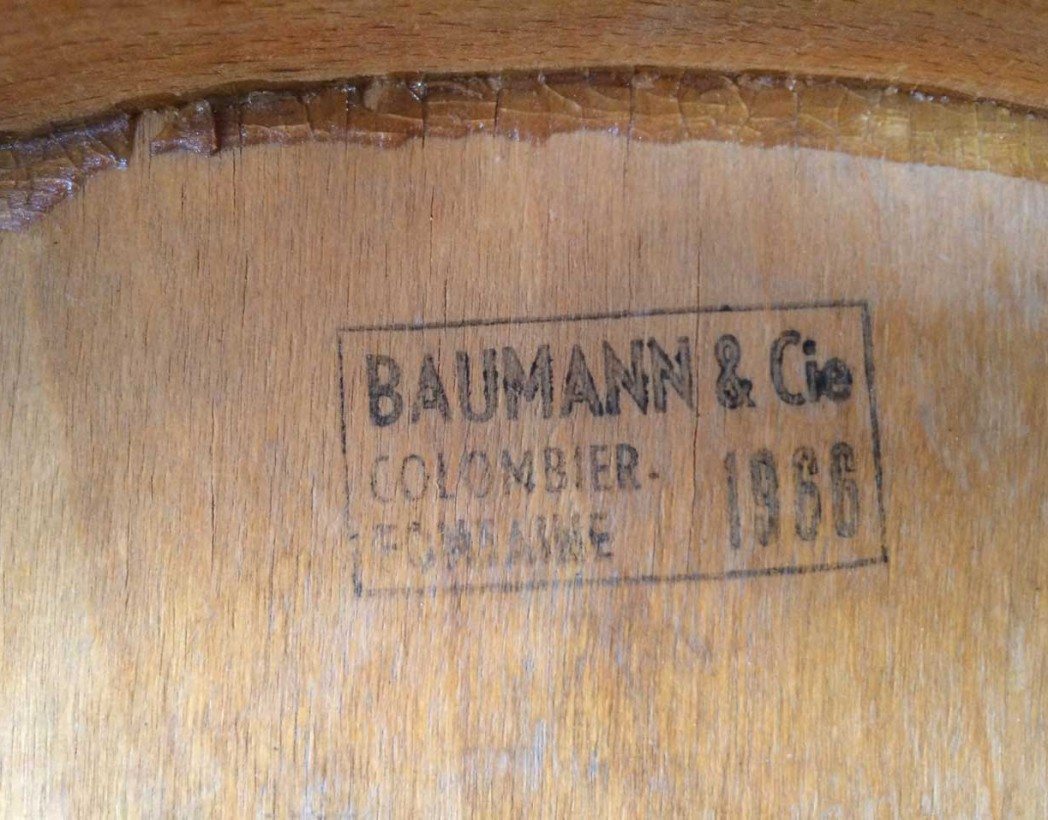 BAUMANN & Cie
COLOMBIER-
FONTAINE 1966